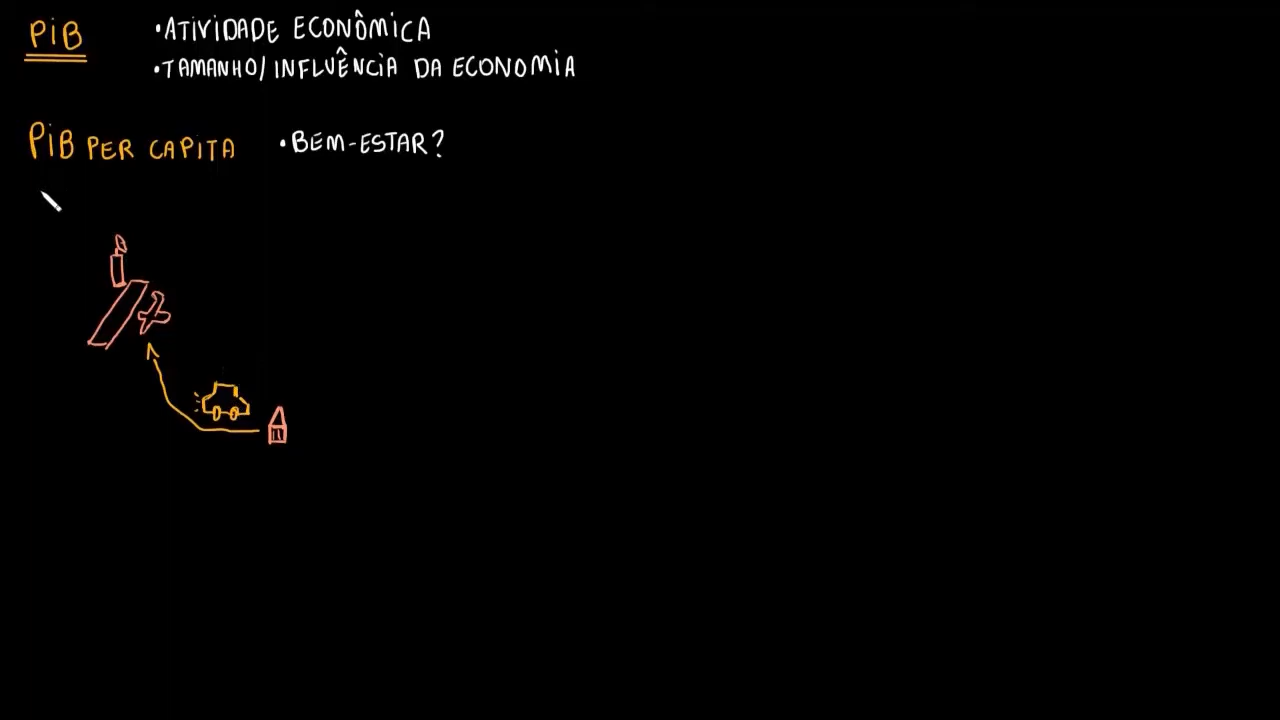 PIB
• ATIVIDADE ECONÔMICA
• TAMANHO/INFLUÊNCIA DA ECONOMIA
PIB PER CAPITA • BEM-ESTAR?